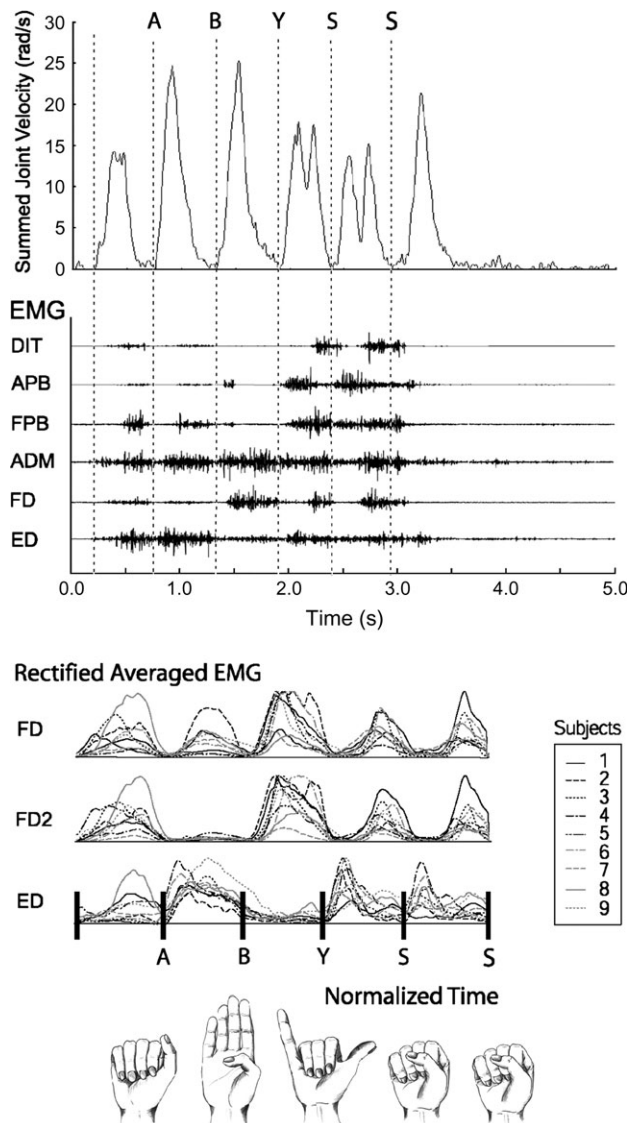 A B Y S S
Summed Joint Velocity (rad/s)
30
25
20
15
10
5
0
EMG
DIT
APB
FPB
ADM
FD
ED
0.0 1.0 2.0 3.0 4.0 5.0
Time (s)
Rectified Averaged EMG
FD
FD2
ED
Subjects
1
2
3
4
5
6
7
8
9
A B Y S S
Normalized Time